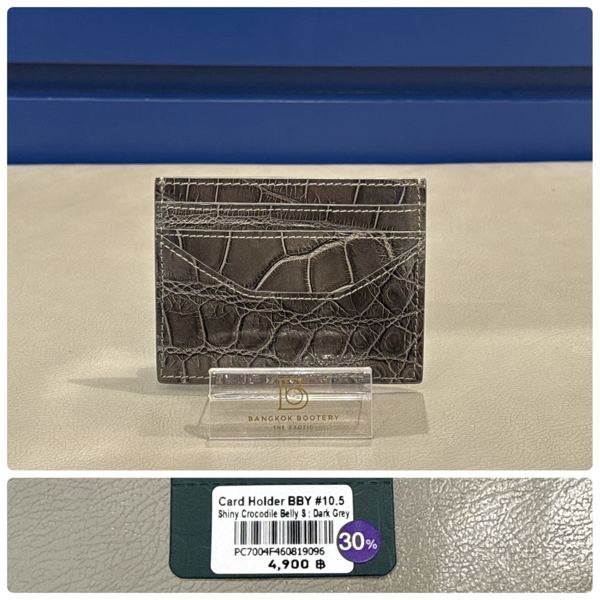 B
BANGKOK BOOTERY
THE EXOTIC
Card Holder BBY #10.5
Shiny Crocodile Belly S : Dark Grey
30%
PC7004F460819096
4,900 ฿